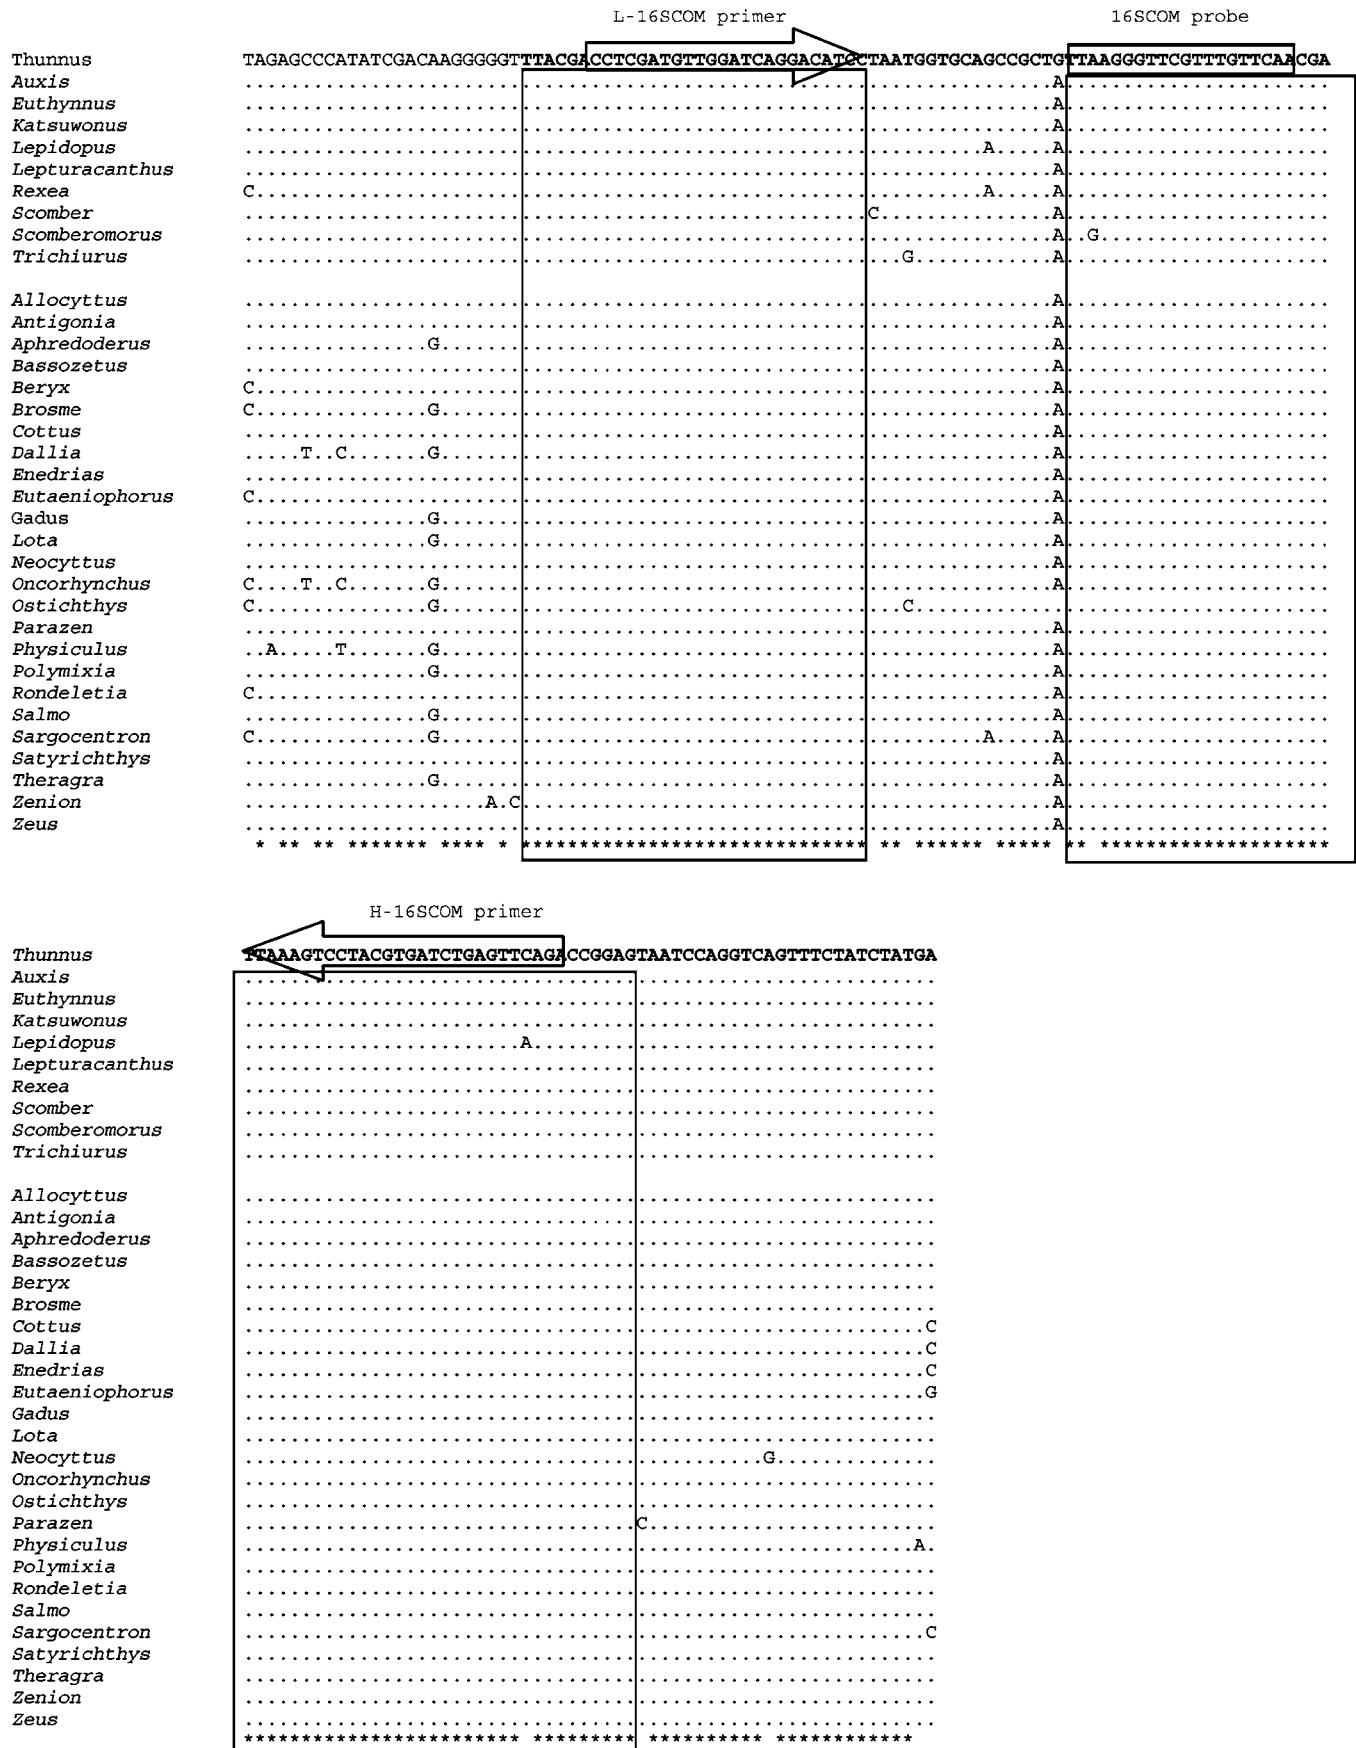 L-16SCOM primer 16SCOM probe
Thunnus TAGAGCCCATATCGACAAGGGGGTTTACGACCTCGATGTTGGATCAGGACATCCTAATGGTGCAGCCGCTGTTAAGGGTTCGTTTGTTCAACGA
Auxis ......................................................................A.......................
Euthynnus ......................................................................A.......................
Katsuwonus ......................................................................A.......................
Lepidopus ................................................................A.....A.......................
Lepturacanthus ......................................................................A.......................
Rexea C...............................................................A.....A.......................
Scomber ......................................................C...............A.......................
Scomberomorus ......................................................................A..G....................
Trichiurus .........................................................G............A.......................
Allocyttus ......................................................................A.......................
Antigonia ......................................................................A.......................
Aphredoderus ................G.....................................................A.......................
Bassozetus ......................................................................A.......................
Beryx C.....................................................................A.......................
Brosme C...............G.....................................................A.......................
Cottus ......................................................................A.......................
Dallia .....T..C.......G.....................................................A.......................
Enedrias ......................................................................A.......................
Eutaeniophorus C.....................................................................A.......................
Gadus ................G.....................................................A.......................
Lota ................G.....................................................A.......................
Neocyttus ......................................................................A.......................
Oncorhynchus C....T..C.......G.....................................................A.......................
Ostichthys C...............G........................................C....................................
Parazen ......................................................................A.......................
Physiculus ..A.....T.......G.....................................................A.......................
Polymixia ................G.....................................................A.......................
Rondeletia C.....................................................................A.......................
Salmo ................G.....................................................A.......................
Sargocentron C...............G...............................................A.....A.......................
Satyrichthys ......................................................................A.......................
Theragra ................G.....................................................A.......................
Zenion .....................A.C..............................................A.......................
Zeus ......................................................................A.......................
* ** ** ******* **** * ****************************** ** ****** ***** ** ********************
H-16SCOM primer
Thunnus TTAAAGTCCTACGTGATCTGAGTTCAGACCGGAGTAATCCAGGTCAGTTTCTATCTATGA
Auxis ............................................................
Euthynnus ............................................................
Katsuwonus ............................................................
Lepidopus ........................A...................................
Lepturacanthus ............................................................
Rexea ............................................................
Scomber ............................................................
Scomberomorus ............................................................
Trichiurus ............................................................
Allocyttus ............................................................
Antigonia ............................................................
Aphredoderus ............................................................
Bassozetus ............................................................
Beryx ............................................................
Brosme ............................................................
Cottus ...........................................................C
Dallia ...........................................................C
Enedrias ...........................................................C
Eutaeniophorus ...........................................................G
Gadus ............................................................
Lota ............................................................
Neocyttus .............................................G..............
Oncorhynchus ............................................................
Ostichthys ............................................................
Parazen ..................................C.........................
Physiculus ..........................................................A.
Polymixia ............................................................
Rondeletia ............................................................
Salmo ............................................................
Sargocentron ...........................................................C
Satyrichthys ............................................................
Theragra ............................................................
Zenion ............................................................
Zeus ............................................................
************************ ********* ********** ************